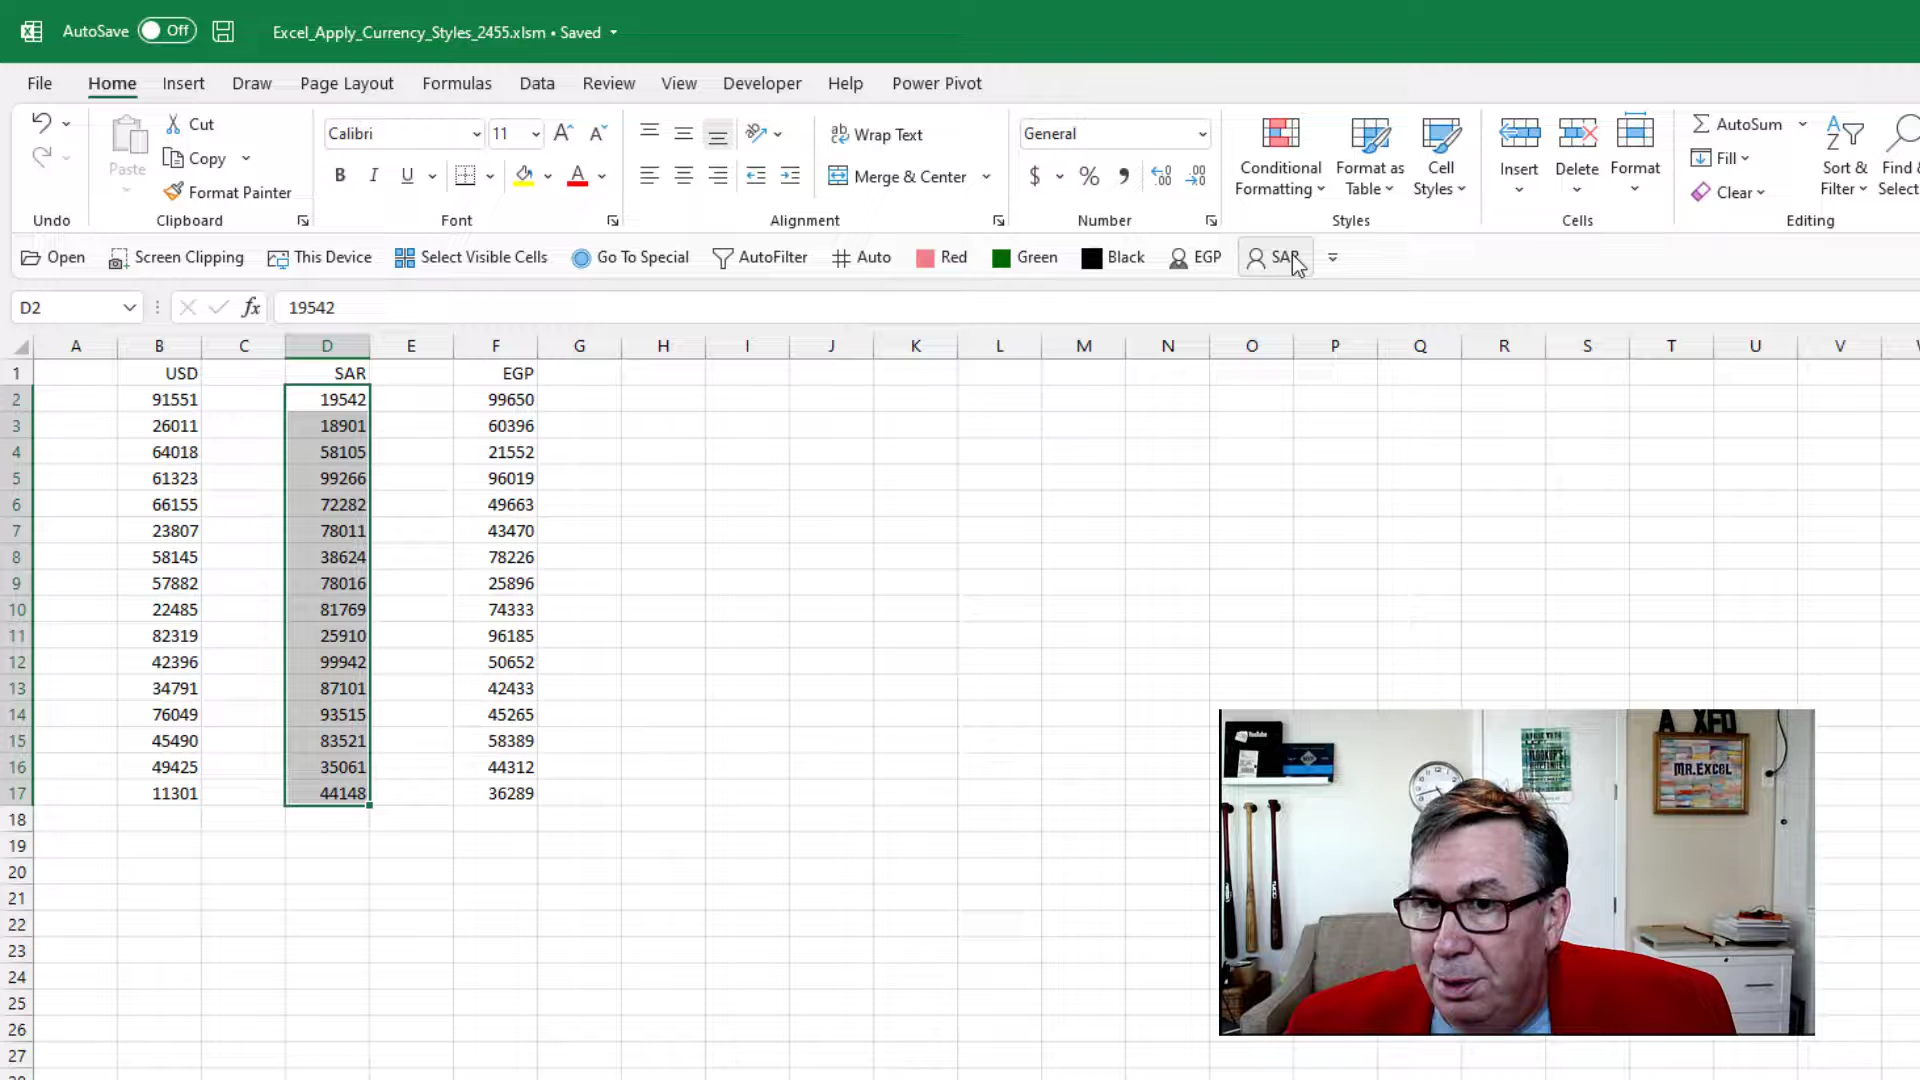 AutoSave Off Excel_Apply_Currency_Styles_2455.xlsm • Saved
File Home Insert Draw Page Layout Formulas Data Review View Developer Help Power Pivot
Cut Calibri 11 Wrap Text General AutoSum
Paste Copy Conditional Formatting Format as Table Cell Styles Insert Delete Format Fill Sort & Filter Find & Select
Format Painter B I U Merge & Center $ % Clear
Undo Clipboard Font Alignment Number Styles Cells Editing
Open Screen Clipping This Device Select Visible Cells Go To Special AutoFilter Auto Red Green Black EGP SAR
D2 fx 19542
A B C D E F G H I J K L M N O P Q R S T U V
1 USD SAR EGP
2 91551 19542 99650
3 26011 18901 60396
4 64018 58105 21552
5 61323 99266 96019
6 66155 72282 49663
7 23807 78011 43470
8 58145 38624 78226
9 57882 78016 25896
10 22485 81769 74333
11 82319 25910 96185
12 42396 99942 50652
13 34791 87101 42433
14 76049 93515 45265
15 45490 83521 58389
16 49425 35061 44312
17 11301 44148 36289
18
19
20
21
22
23
24
25
26
27
YouTube
A XFD
MR.EXCEL